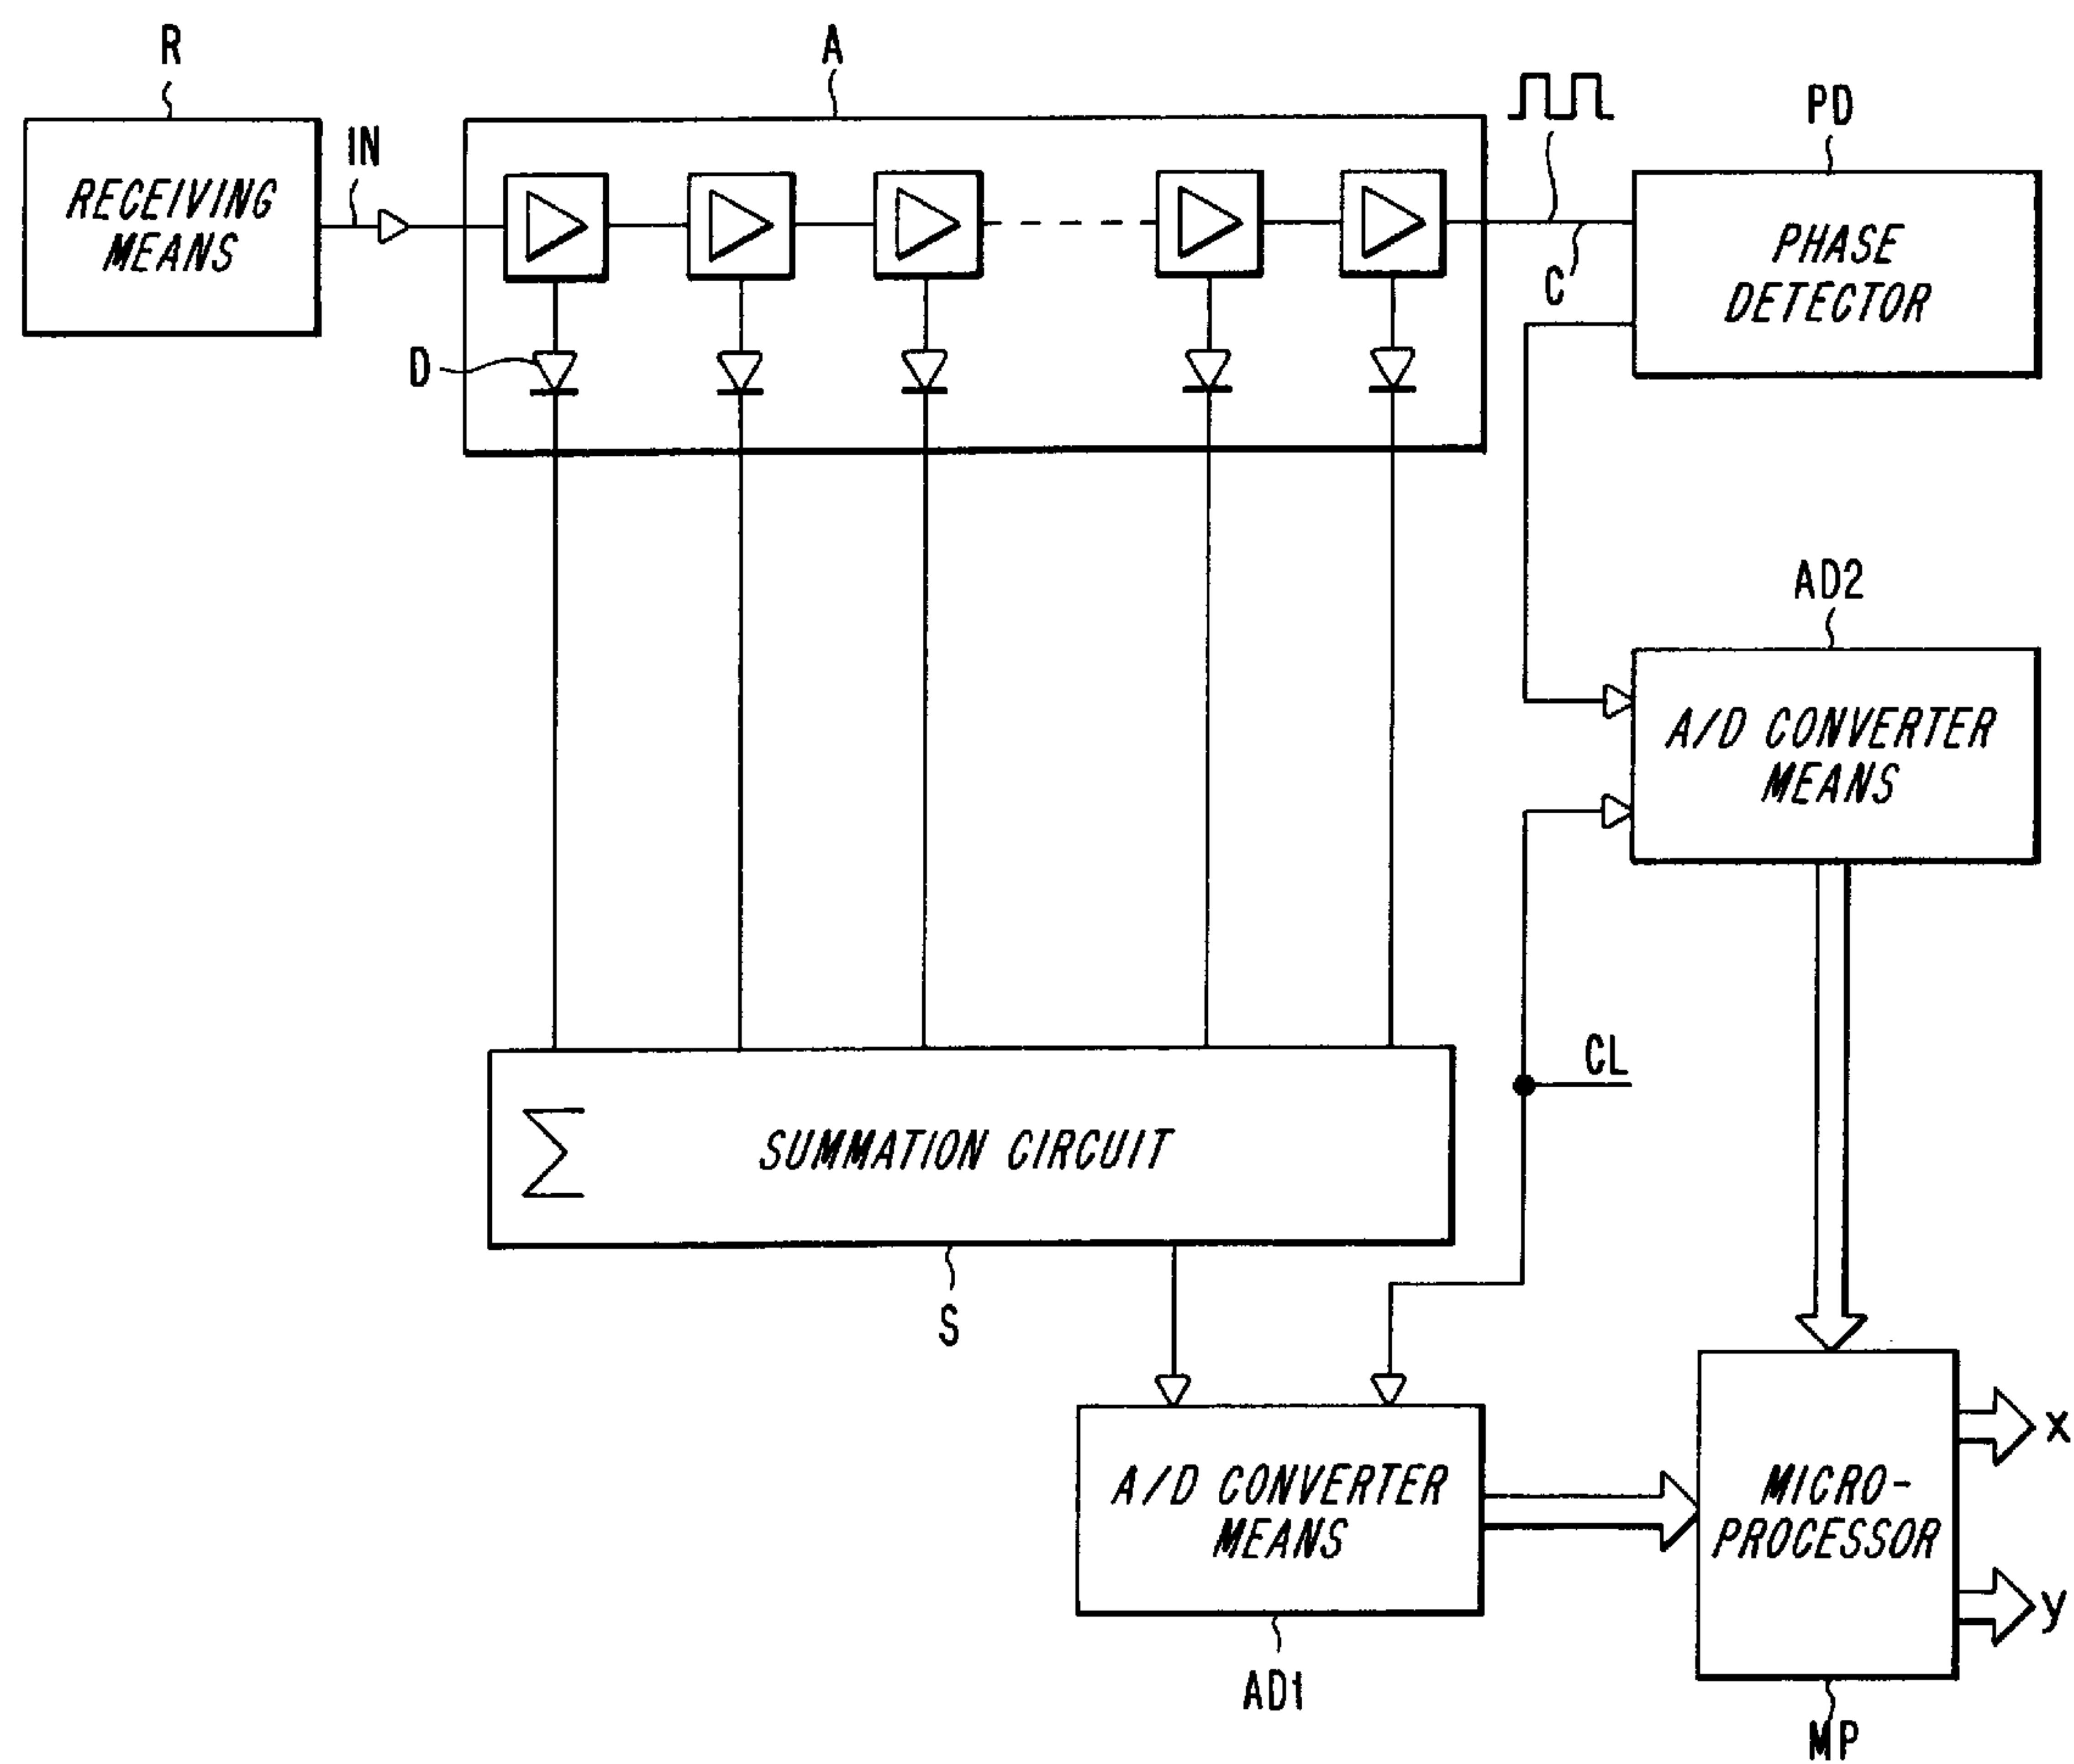 R
A
PD
IN
RECEIVING
MEANS
PHASE
DETECTOR
C
D
AD2
A/D CONVERTER
MEANS
CL
Σ
SUMMATION CIRCUIT
S
A/D CONVERTER
MEANS
MICRO-
PROCESSOR
x
y
AD1
MP